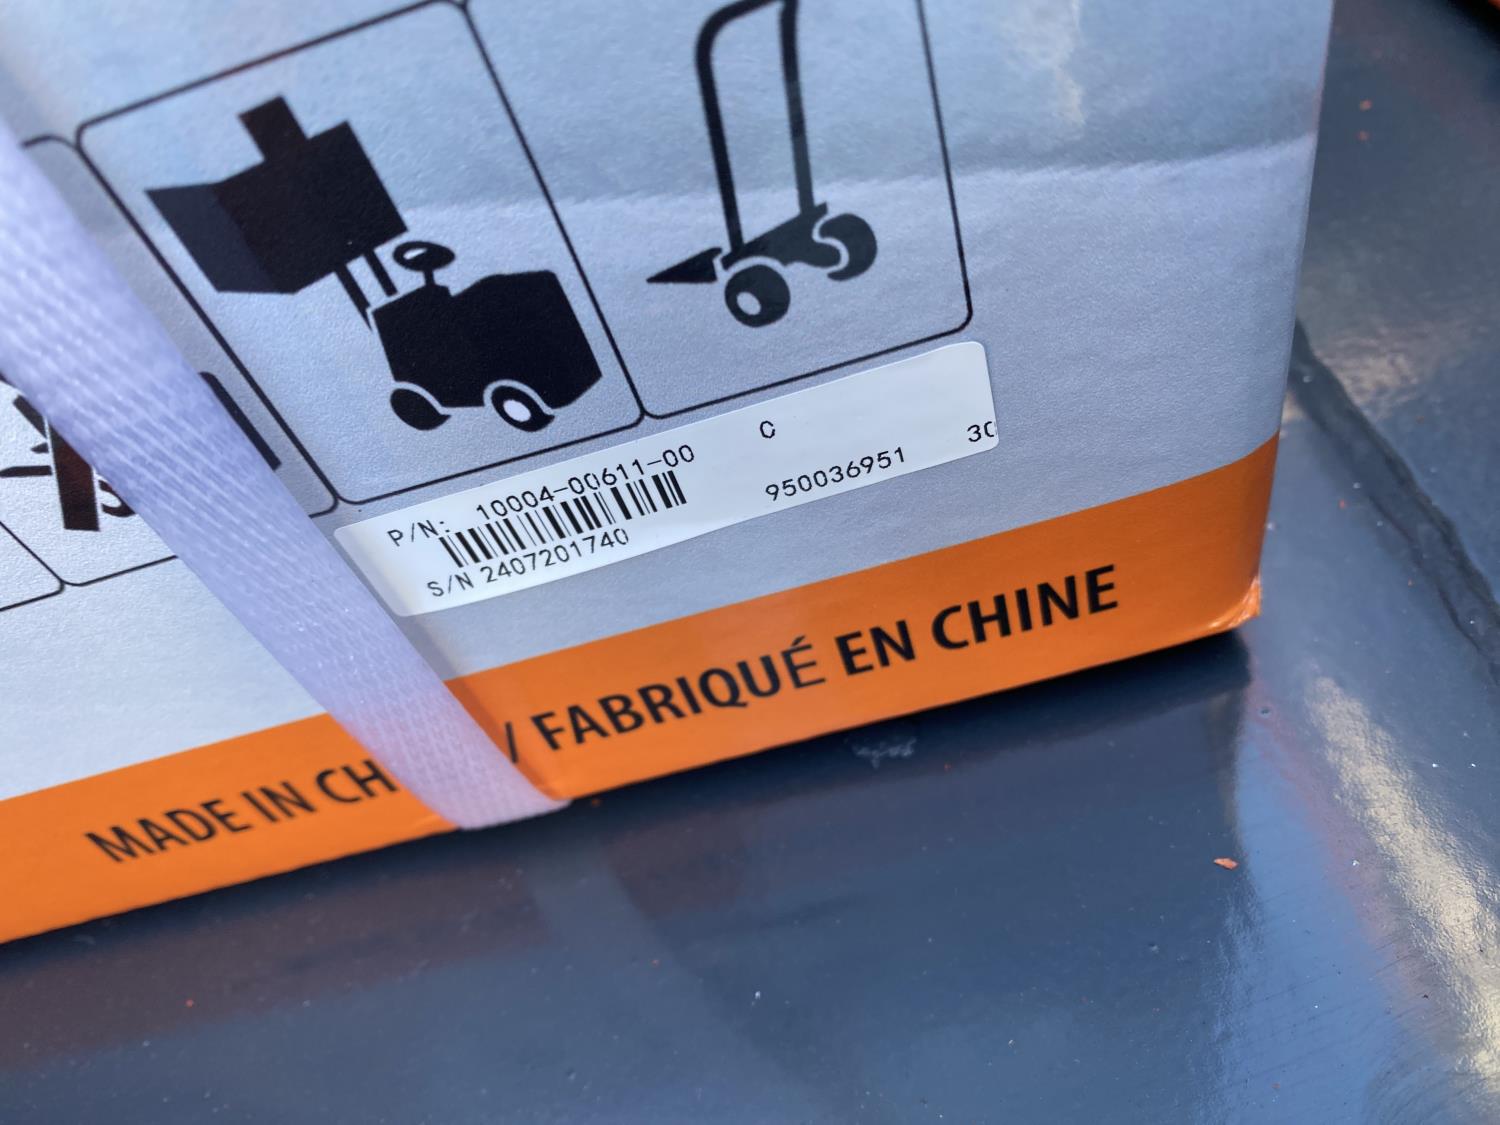 P/N: 10004-00611-00 C
950036951 30
S/N 2407201740
MADE IN CH / FABRIQUÉ EN CHINE